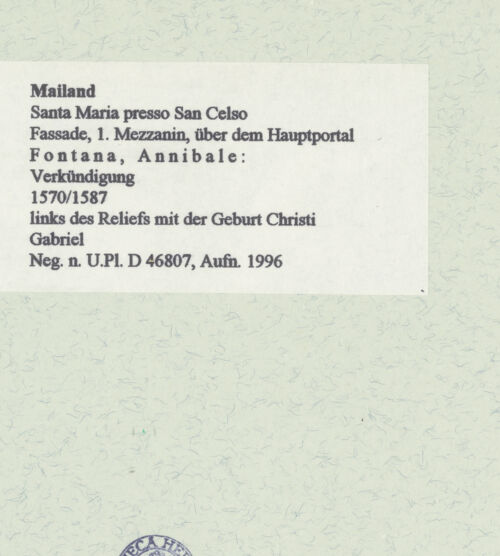 Mailand
Santa Maria presso San Celso
Fassade, 1. Mezzanin, über dem Hauptportal
Fontana, Annibale:
Verkündigung
1570/1587
links des Reliefs mit der Geburt Christi
Gabriel
Neg. n. U.Pl. D 46807, Aufn. 1996